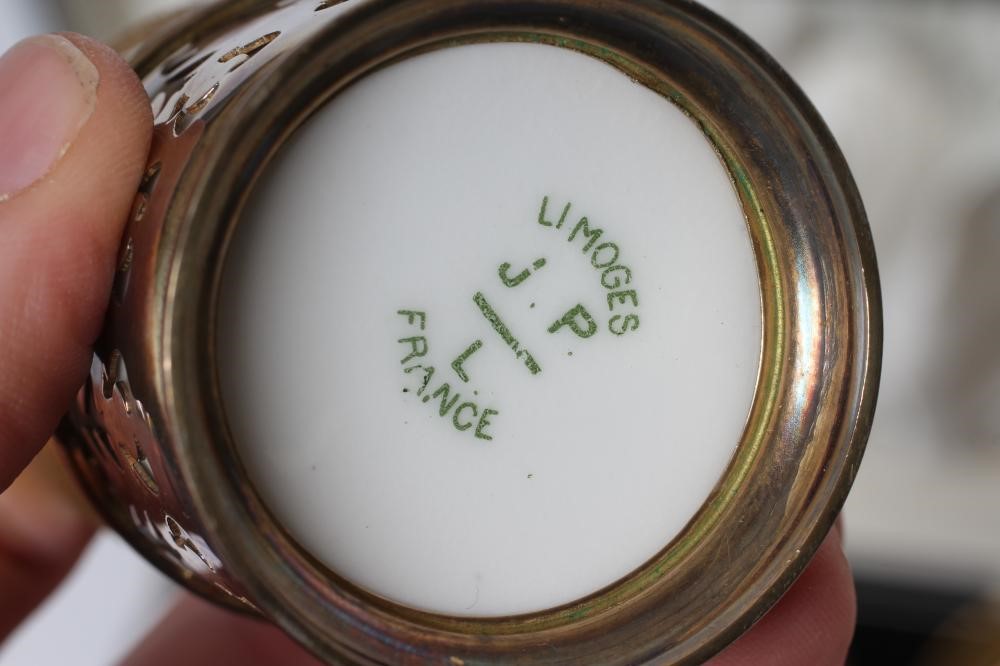 LIMOGES
J. P.
L.
FRANCE